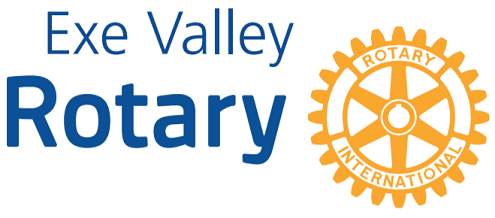 Exe Valley
Rotary
ROTARY
INTERNATIONAL